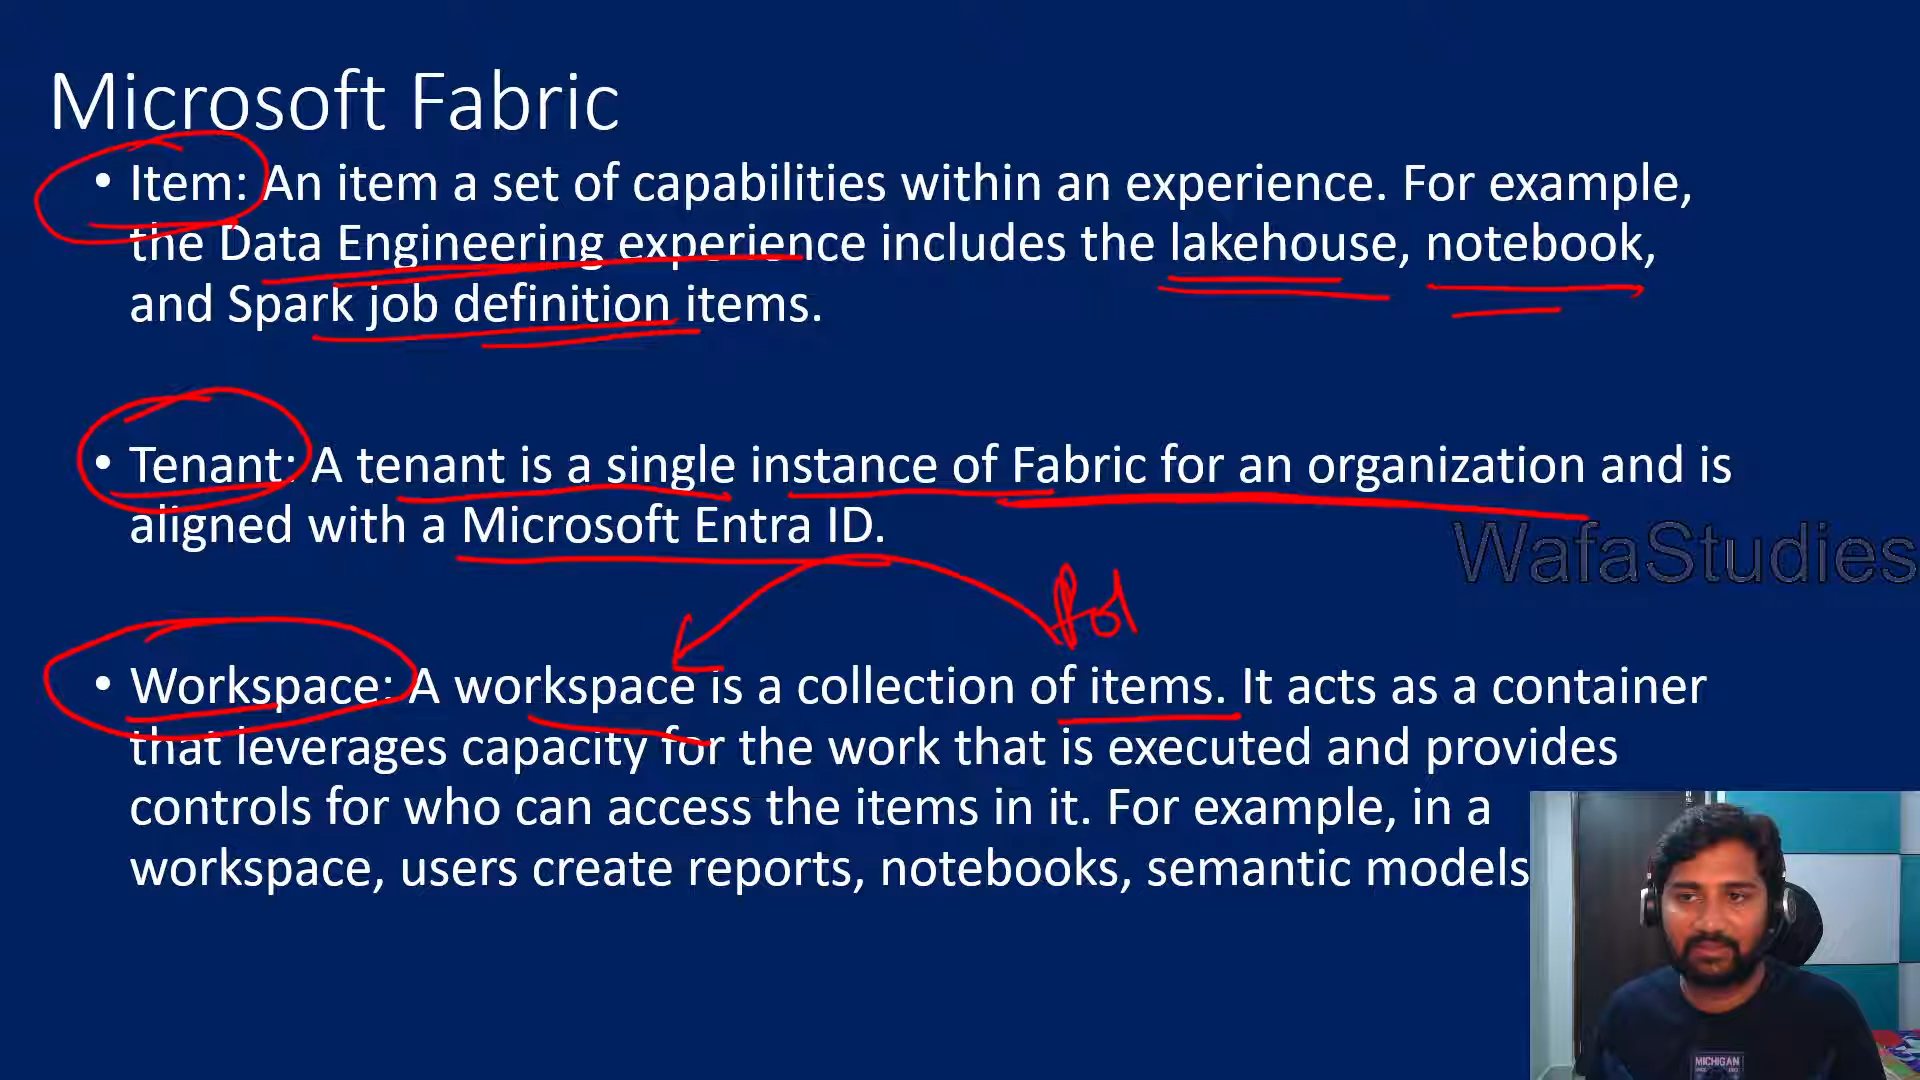 Microsoft Fabric
• Item: An item a set of capabilities within an experience. For example,
the Data Engineering experience includes the lakehouse, notebook,
and Spark job definition items.
• Tenant: A tenant is a single instance of Fabric for an organization and is
aligned with a Microsoft Entra ID.
WafaStudies
• Workspace: A workspace is a collection of items. It acts as a container
that leverages capacity for the work that is executed and provides
controls for who can access the items in it. For example, in a
workspace, users create reports, notebooks, semantic models
MICHIGAN